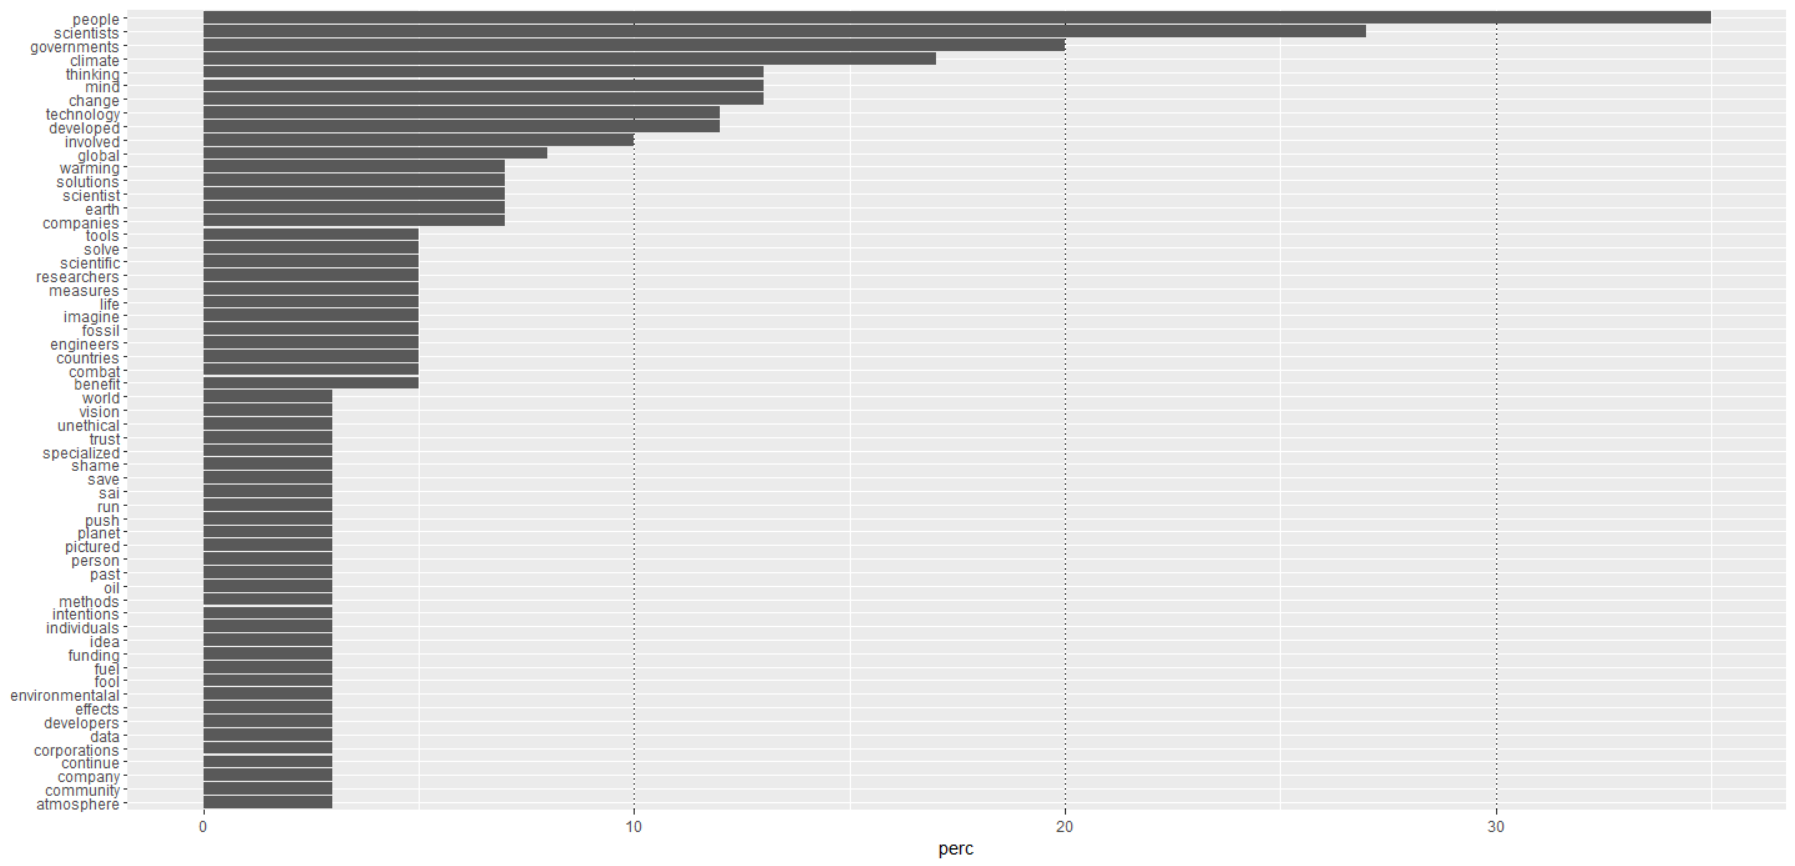 people
scientists
governments
climate
thinking
mind
change
technology
developed
involved
global
warming
solutions
scientist
earth
companies
tools
solve
scientific
researchers
measures
life
imagine
fossil
engineers
countries
combat
benefit
world
vision
unethical
trust
specialized
shame
save
sai
run
push
planet
pictured
person
past
oil
methods
intentions
individuals
idea
funding
fuel
fool
environmentalal
effects
developers
data
corporations
continue
company
community
atmosphere
0 10 20 30
perc